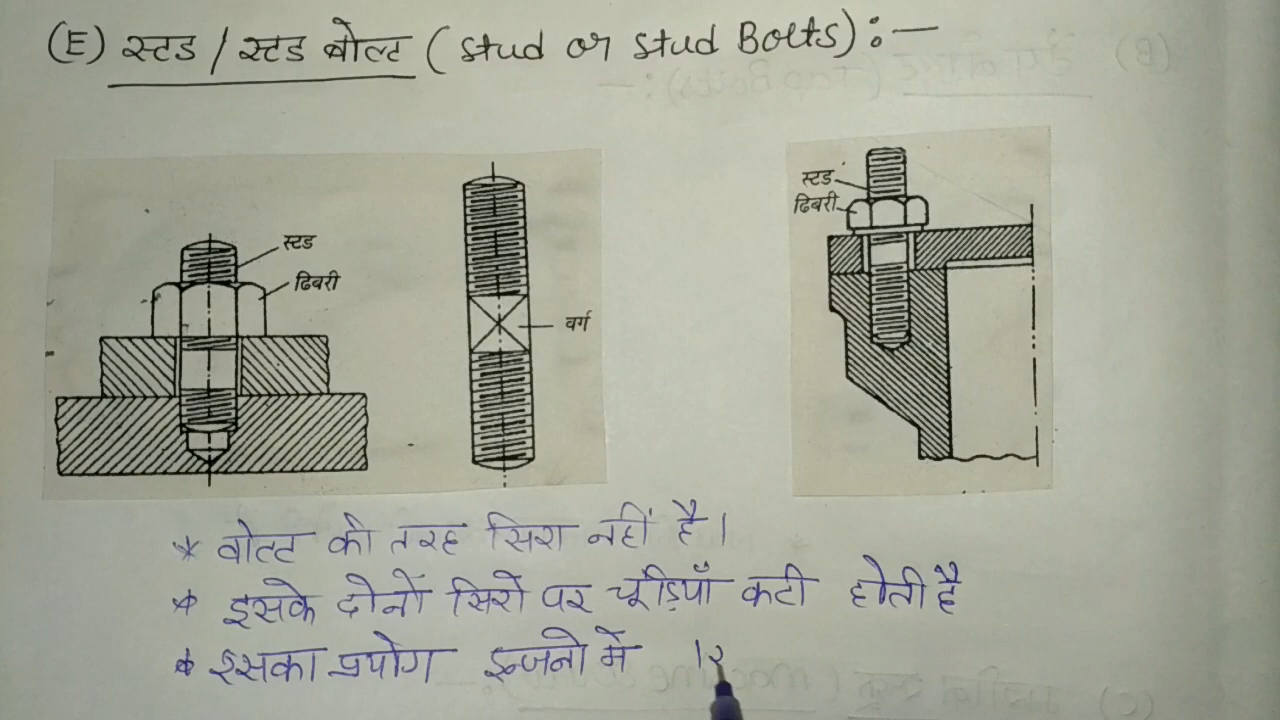 (E) स्टड / स्टड बोल्ट ( Stud or Stud Bolts) :-
स्टड
ढिबरी
वर्ग
स्टड
ढिबरी
* बोल्ट की तरह सिरा नहीं है।
* इसके दोनों सिरो पर चूड़ियाँ कटी होती है
* इसका प्रयोग इन्जनो में